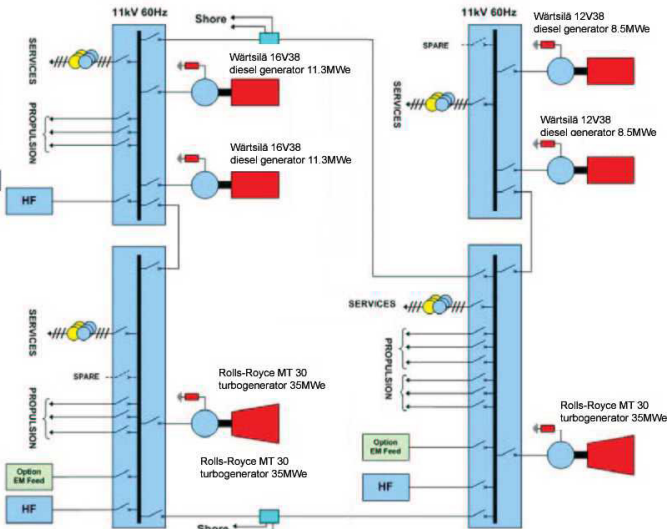 11kV 60Hz
Shore
SERVICES
Wärtsilä 16V38
diesel generator 11.3MWe
PROPULSION
Wärtsilä 16V38
diesel generator 11.3MWe
HF
11kV 60Hz
Wärtsilä 12V38
diesel generator 8.5MWe
SPARE
SERVICES
Wärtsilä 12V38
diesel generator 8.5MWe
SERVICES
SPARE
PROPULSION
Rolls-Royce MT 30
turbogenerator 35MWe
Rolls-Royce MT 30
turbogenerator 35MWe
Option
EM Feed
HF
Shore
SERVICES
PROPULSION
PROPULSION
Rolls-Royce MT 30
turbogenerator 35MWe
Option
EM Feed
HF